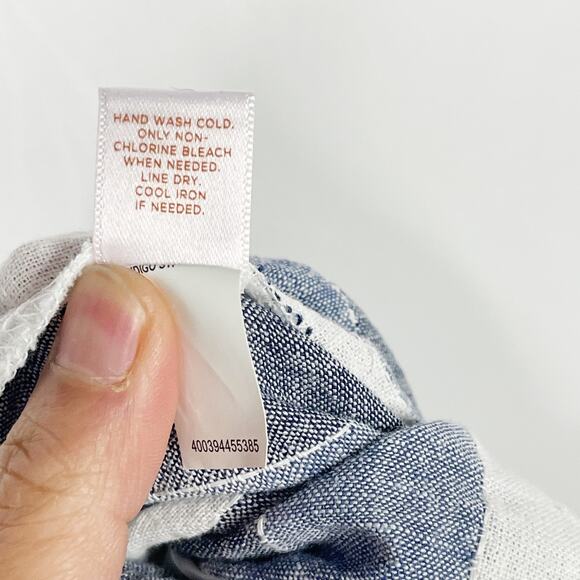 HAND WASH COLD.
ONLY NON-
CHLORINE BLEACH
WHEN NEEDED.
LINE DRY.
COOL IRON
IF NEEDED.
400394455385